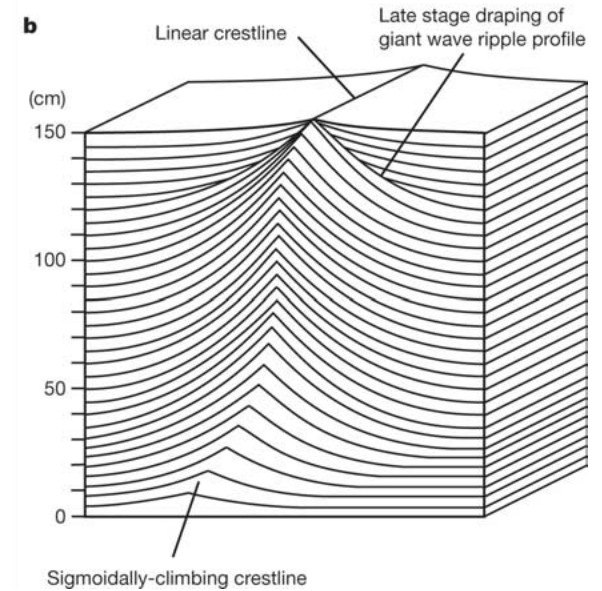 b
Linear crestline
Late stage draping of
giant wave ripple profile
(cm)
150
100
50
0
Sigmoidally-climbing crestline